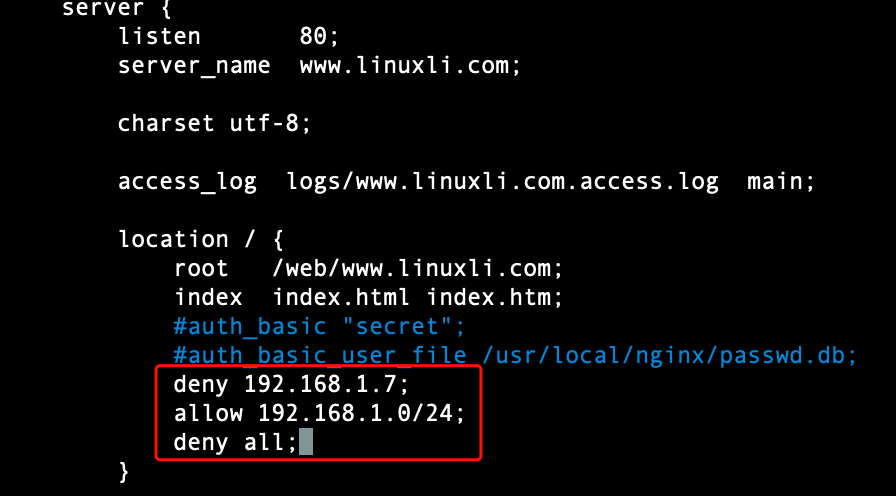 server {
listen 80;
server_name www.linuxli.com;
charset utf-8;
access_log logs/www.linuxli.com.access.log main;
location / {
root /web/www.linuxli.com;
index index.html index.htm;
#auth_basic "secret";
#auth_basic_user_file /usr/local/nginx/passwd.db;
deny 192.168.1.7;
allow 192.168.1.0/24;
deny all;
}